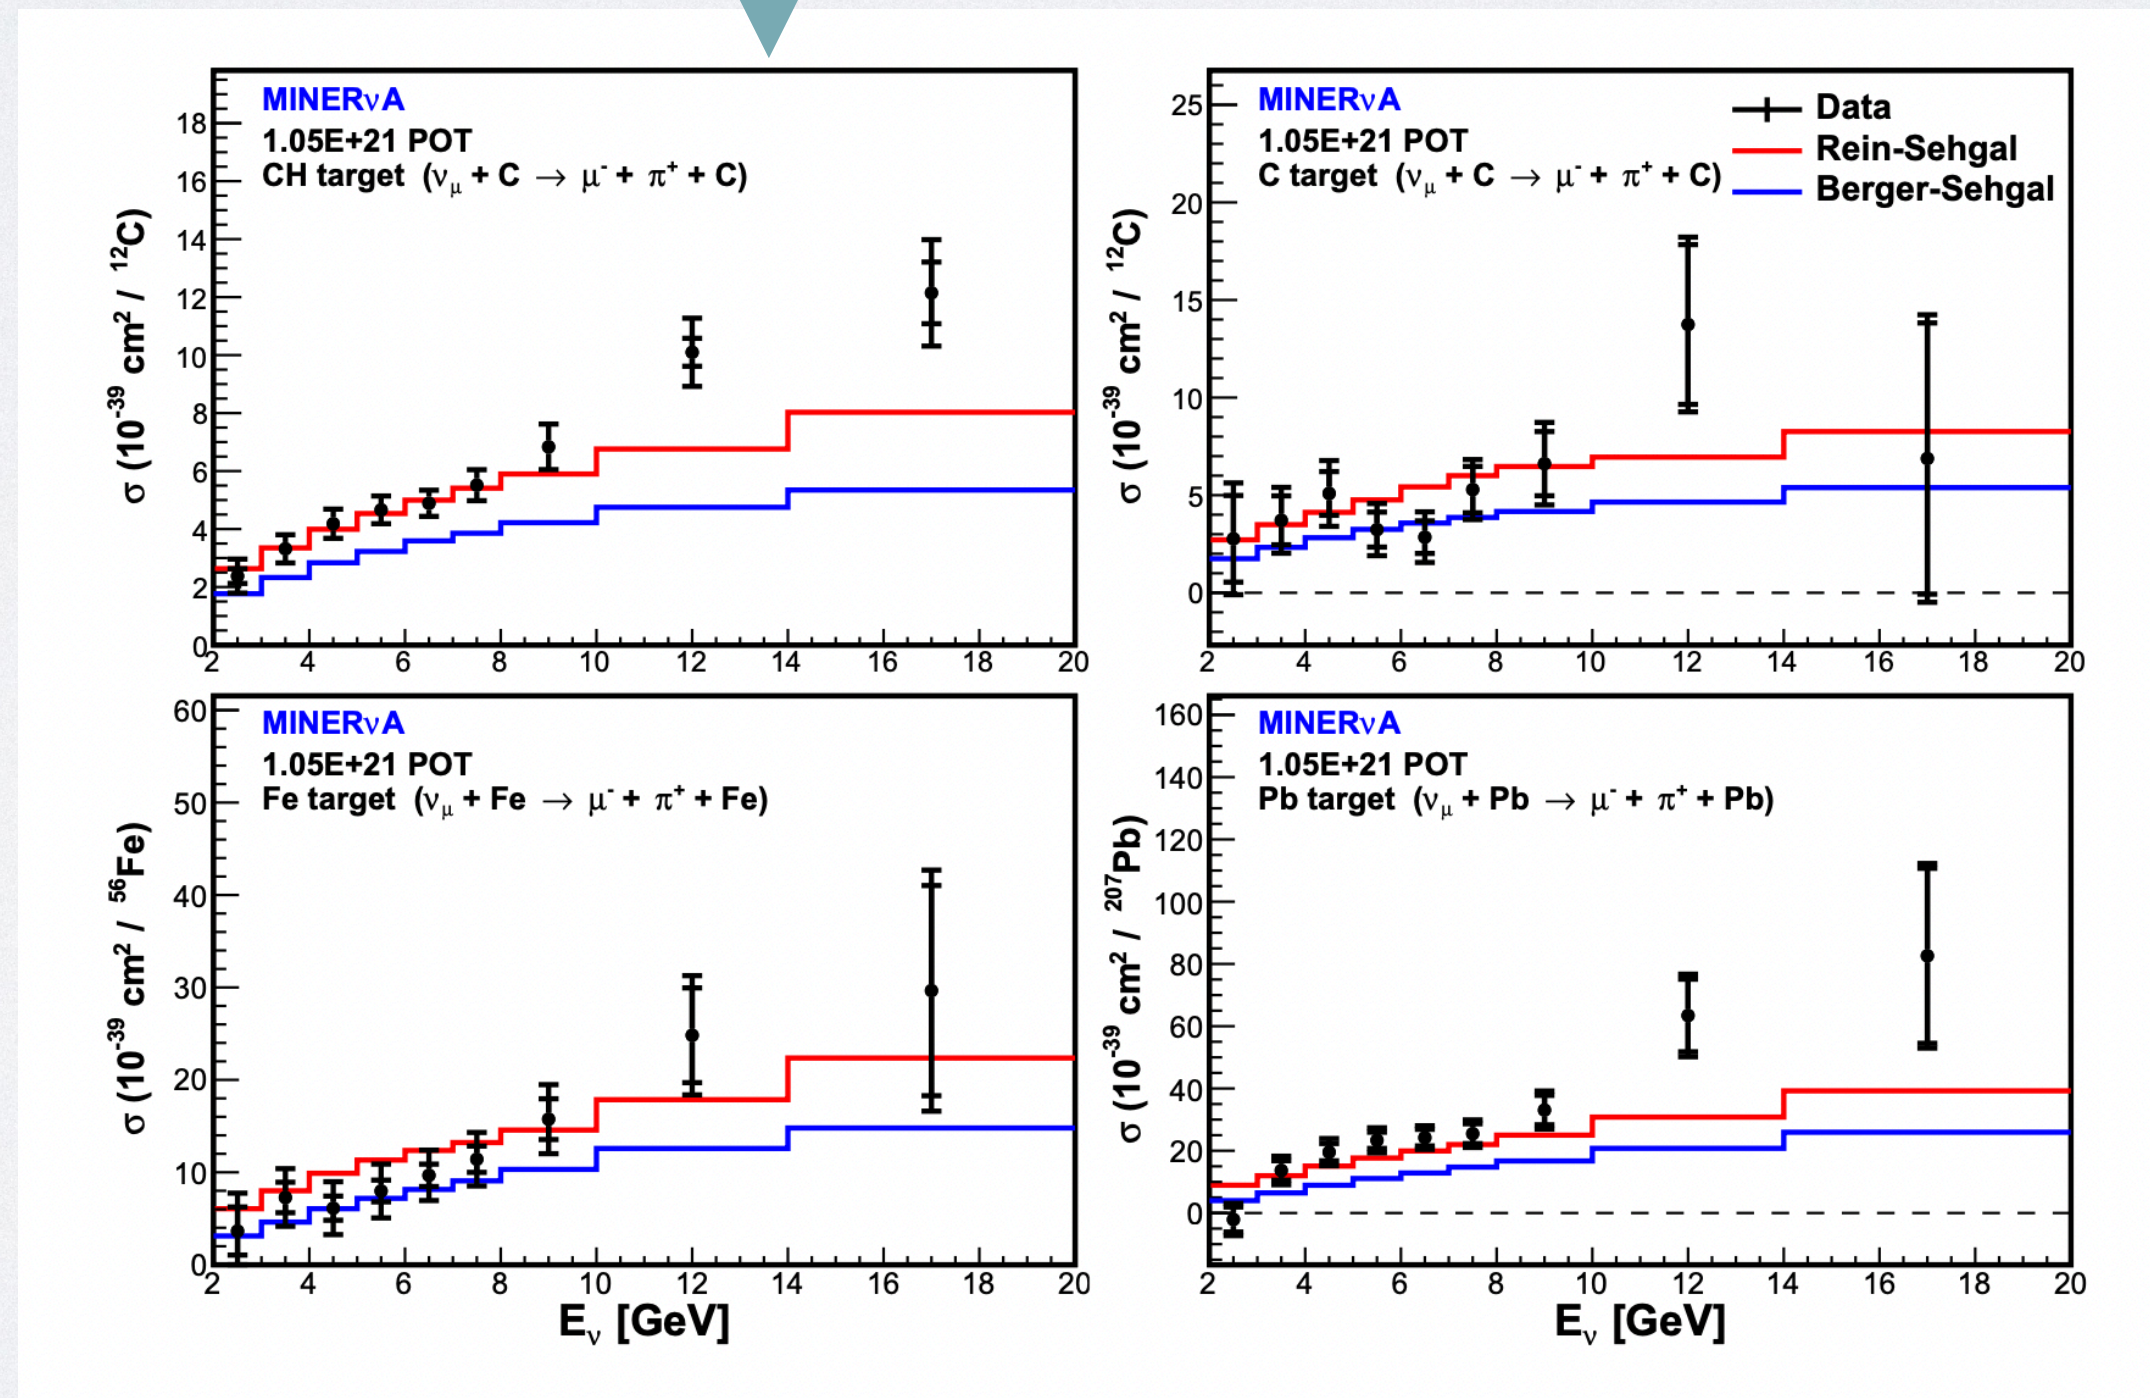 MINERνA
1.05E+21 POT
CH target (νμ + C → μ- + π+ + C)
σ (10-39 cm2 / 12C)
18
16
14
12
10
8
6
4
2
0
2 4 6 8 10 12 14 16 18 20
MINERνA
1.05E+21 POT
C target (νμ + C → μ- + π+ + C)
Data
Rein-Sehgal
Berger-Sehgal
σ (10-39 cm2 / 12C)
25
20
15
10
5
0
2 4 6 8 10 12 14 16 18 20
MINERνA
1.05E+21 POT
Fe target (νμ + Fe → μ- + π+ + Fe)
σ (10-39 cm2 / 56Fe)
60
50
40
30
20
10
0
2 4 6 8 10 12 14 16 18 20
Eν [GeV]
MINERνA
1.05E+21 POT
Pb target (νμ + Pb → μ- + π+ + Pb)
σ (10-39 cm2 / 207Pb)
160
140
120
100
80
60
40
20
0
2 4 6 8 10 12 14 16 18 20
Eν [GeV]